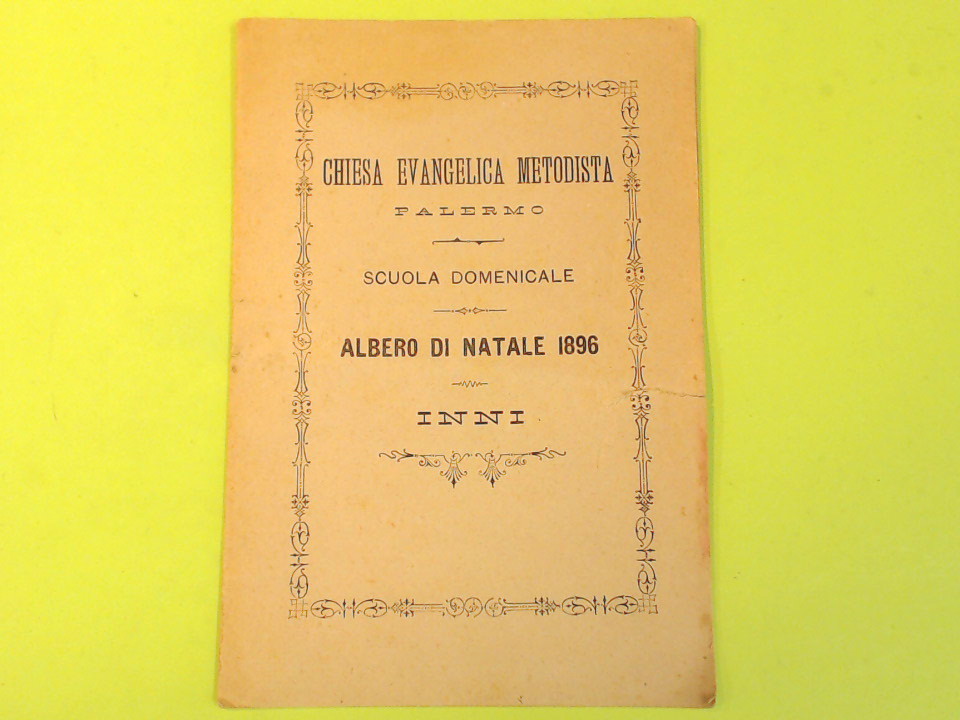 CHIESA EVANGELICA METODISTA
PALERMO
SCUOLA DOMENICALE
ALBERO DI NATALE 1896
INNI